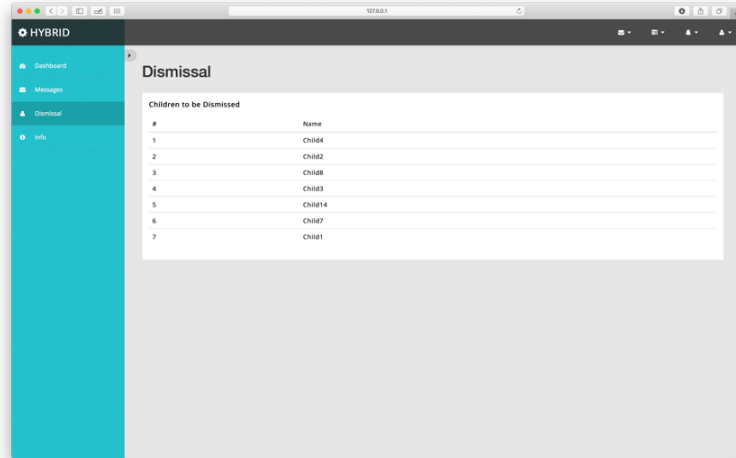 127.0.0.1
HYBRID
Dashboard
Messages
Dismissal
Info
Dismissal
Children to be Dismissed
# Name
1 Child4
2 Child2
3 Child8
4 Child3
5 Child14
6 Child7
7 Child1